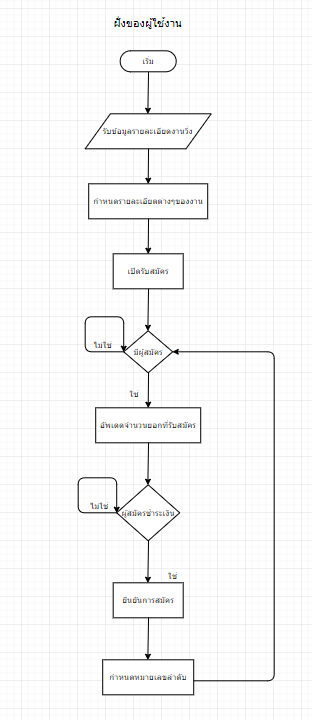 ฝั่งของผู้ใช้งาน
เริ่ม
รับข้อมูลรายละเอียดงานวิ่ง
กำหนดรายละเอียดต่างๆของงาน
เปิดรับสมัคร
มีผู้สมัคร
ไม่ใช่
ใช่
อัพเดตจำนวนยอกที่รับสมัคร
ผู้สมัครชำระเงิน
ไม่ใช่
ใช่
ยืนยันการสมัคร
กำหนดหมายเลขลำดับ